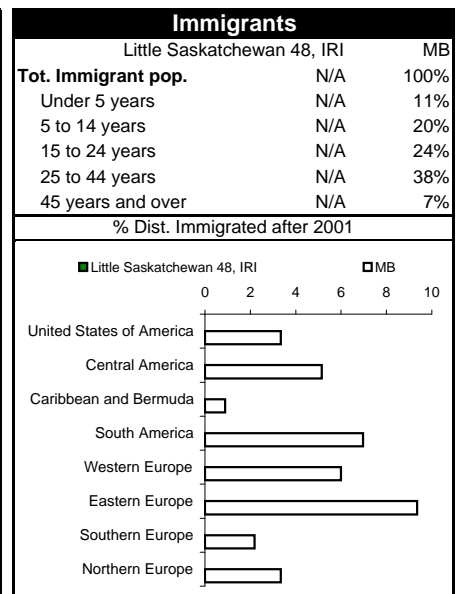 Immigrants
Little Saskatchewan 48, IRI MB
Tot. Immigrant pop. N/A 100%
Under 5 years N/A 11%
5 to 14 years N/A 20%
15 to 24 years N/A 24%
25 to 44 years N/A 38%
45 years and over N/A 7%
% Dist. Immigrated after 2001
Little Saskatchewan 48, IRI MB
0 2 4 6 8 10
United States of America
Central America
Caribbean and Bermuda
South America
Western Europe
Eastern Europe
Southern Europe
Northern Europe